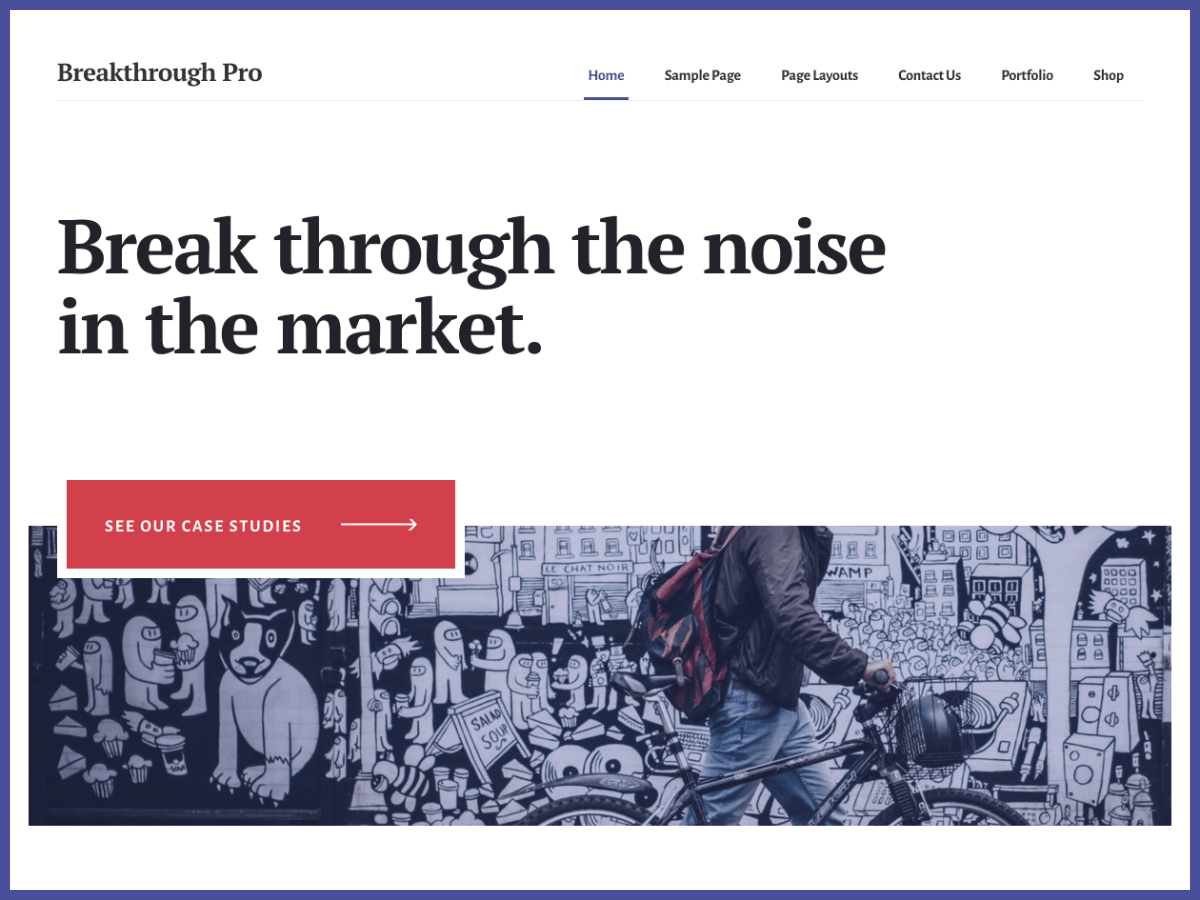 Breakthrough Pro
Home Sample Page Page Layouts Contact Us Portfolio Shop
Break through the noise
in the market.
SEE OUR CASE STUDIES
LE CHAT NOIR
WAMP
SALAD
SOUP